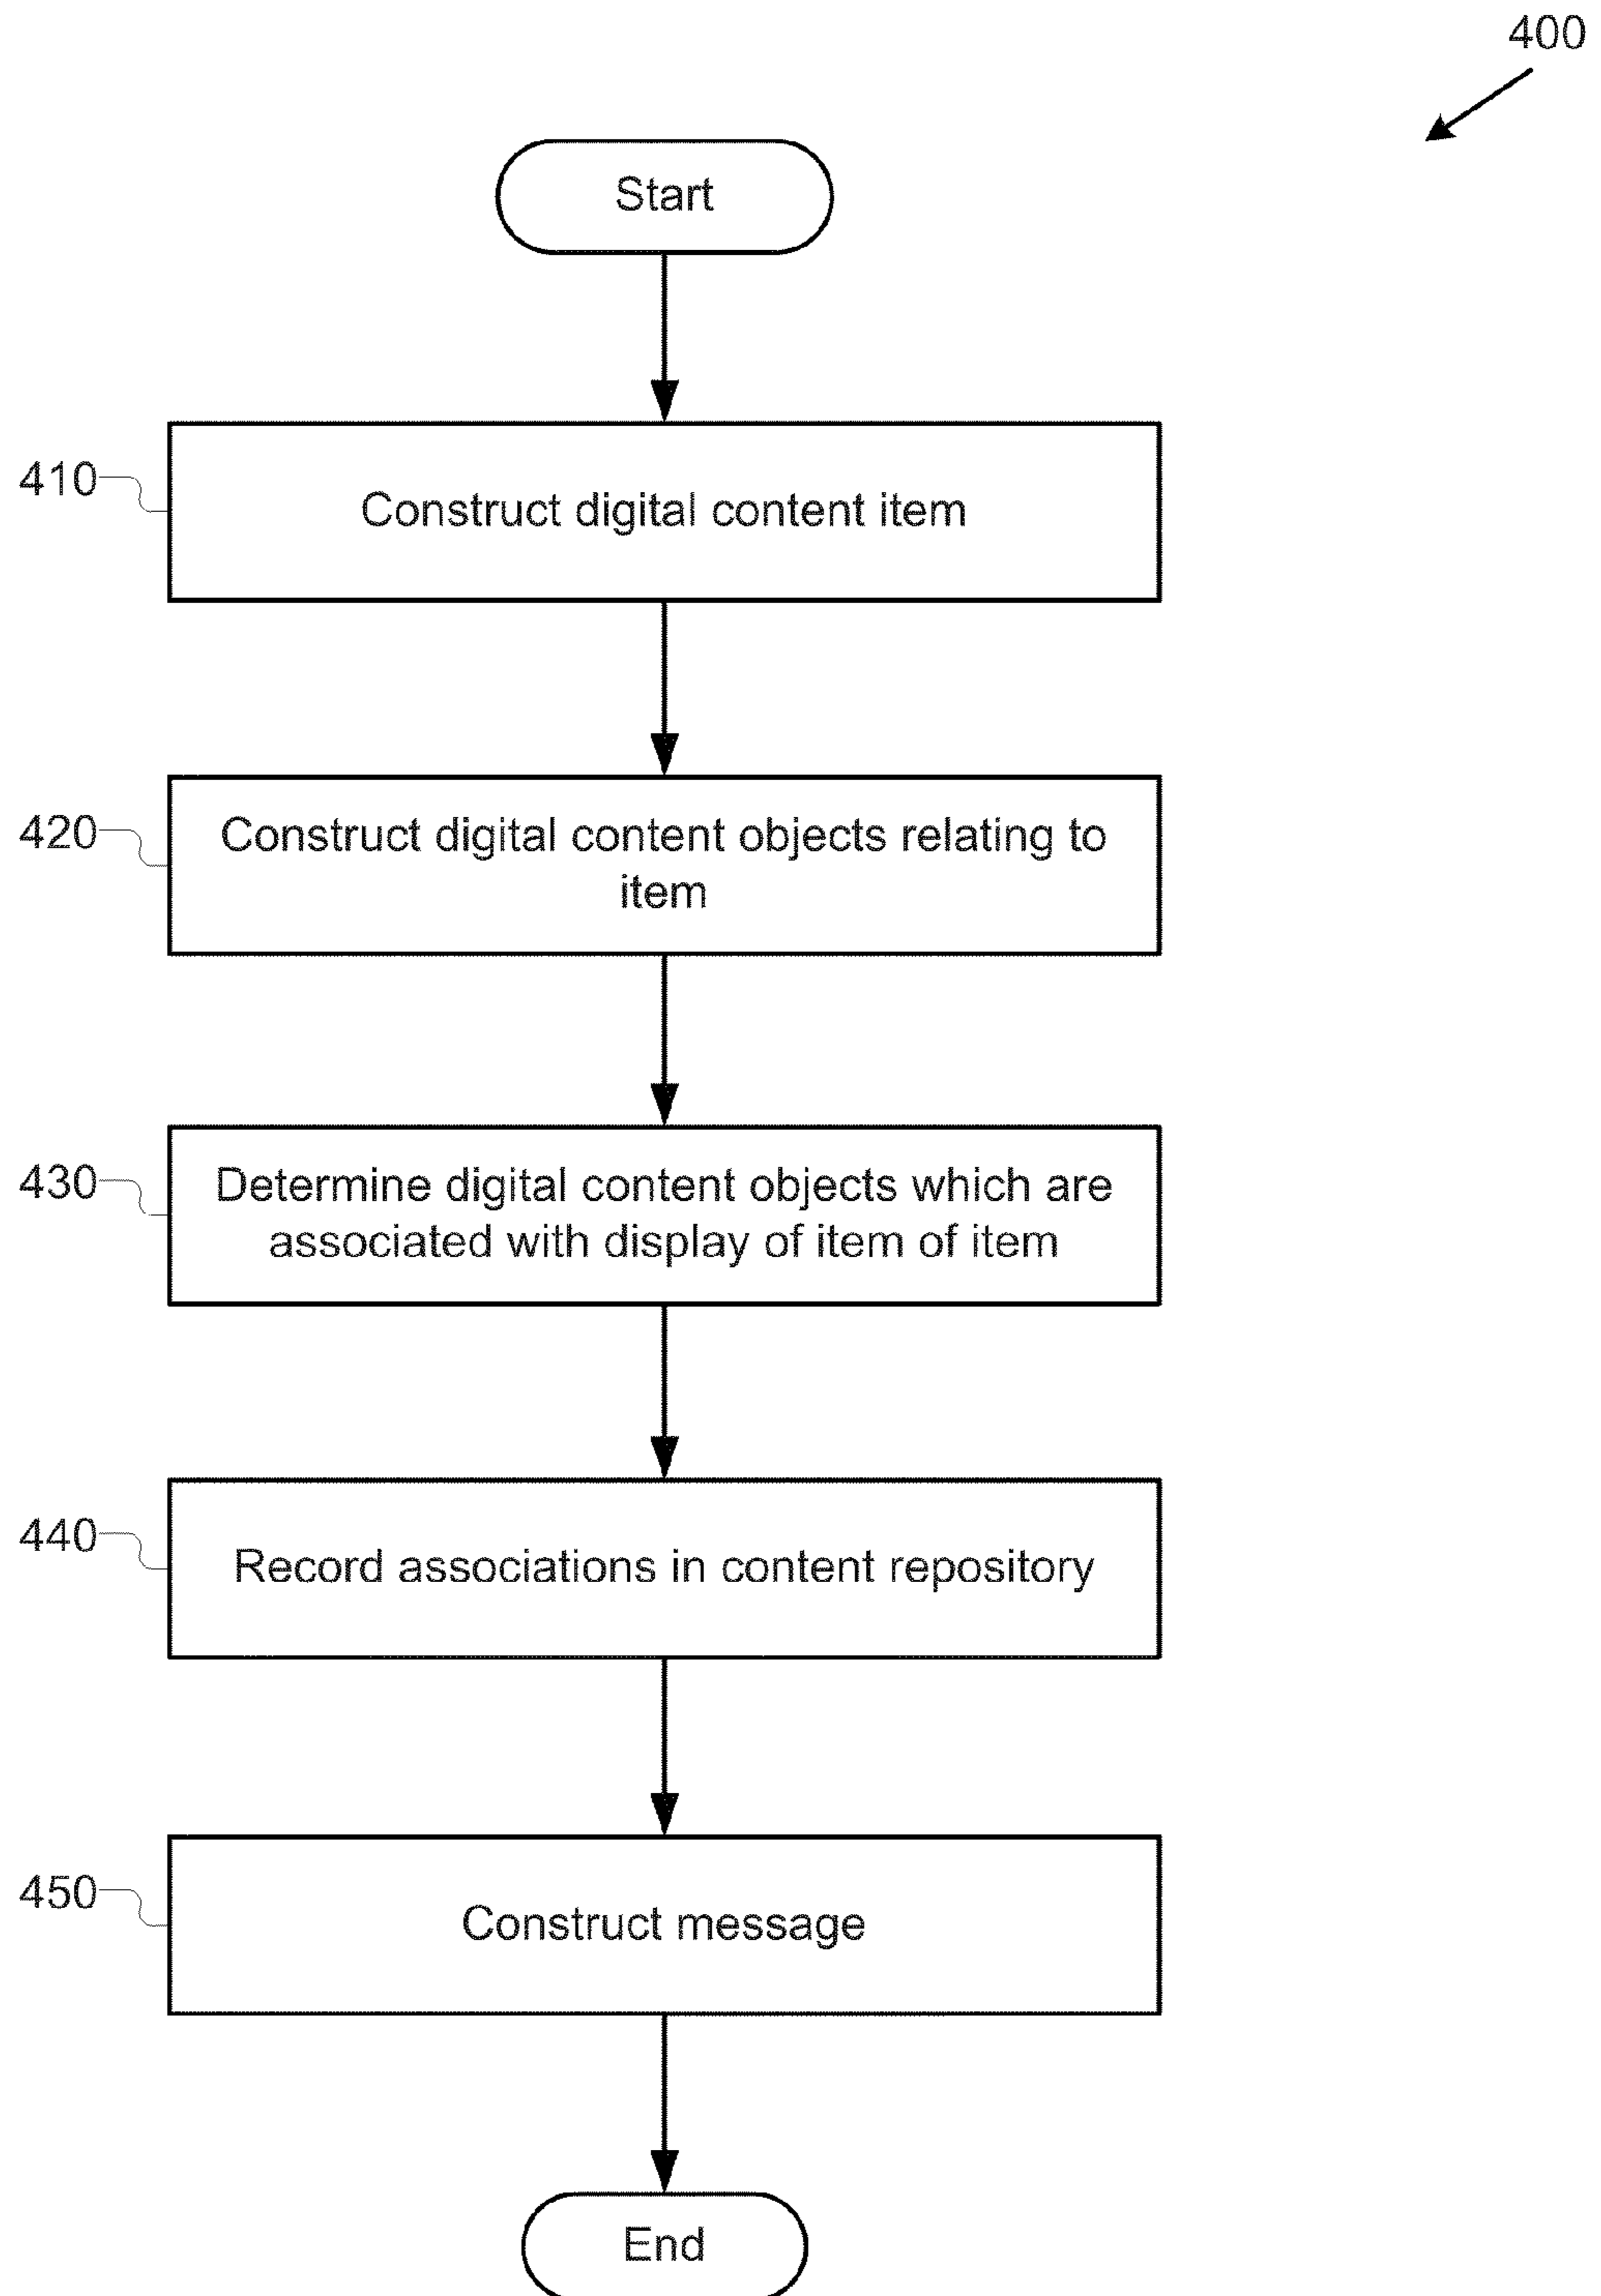 400
Start
410
Construct digital content item
420
Construct digital content objects relating to
item
430
Determine digital content objects which are
associated with display of item of item
440
Record associations in content repository
450
Construct message
End